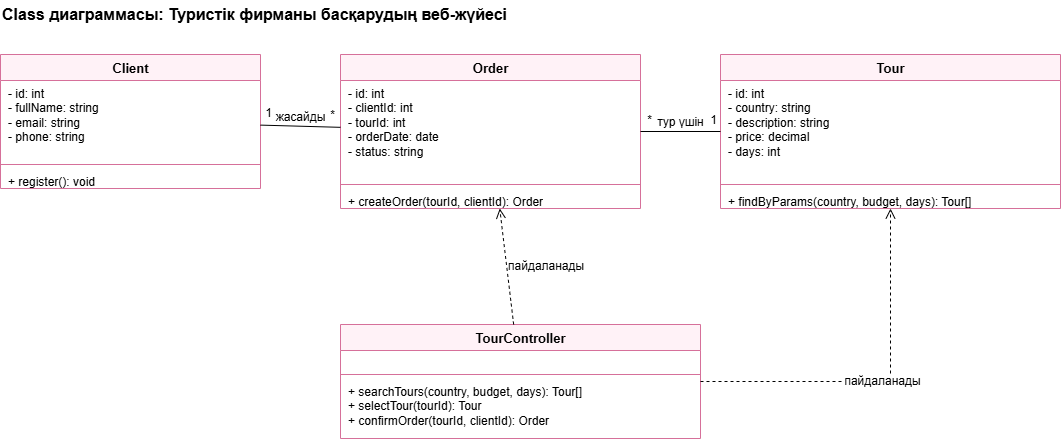 Class диаграммасы: Туристік фирманы басқарудың веб-жүйесі
Client
- id: int
- fullName: string
- email: string
- phone: string
+ register(): void
1 жасайды *
Order
- id: int
- clientId: int
- tourId: int
- orderDate: date
- status: string
+ createOrder(tourId, clientId): Order
* тур үшін 1
Tour
- id: int
- country: string
- description: string
- price: decimal
- days: int
+ findByParams(country, budget, days): Tour[]
пайдаланады
TourController
+ searchTours(country, budget, days): Tour[]
+ selectTour(tourId): Tour
+ confirmOrder(tourId, clientId): Order
пайдаланады